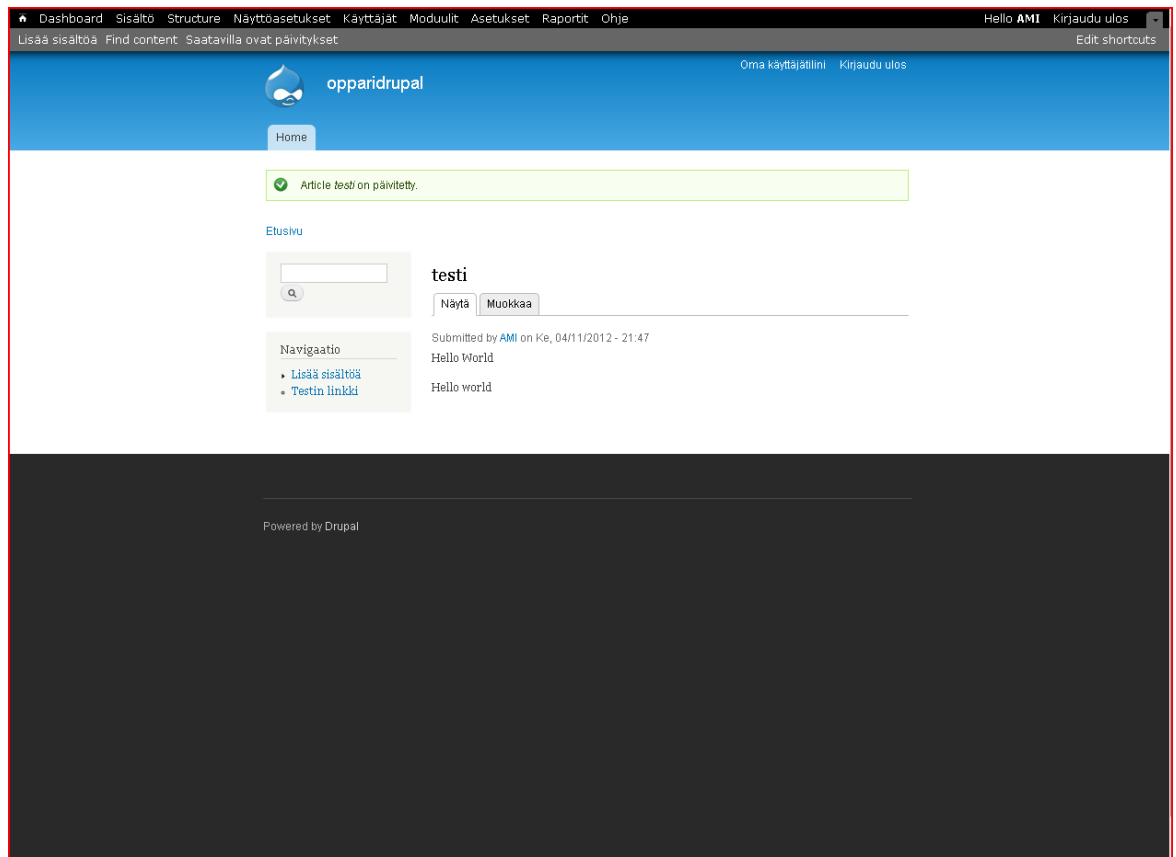 Dashboard Sisältö Structure Näyttöasetukset Käyttäjät Moduulit Asetukset Raportit Ohje Hello AMI Kirjaudu ulos
Lisää sisältöä Find content Saatavilla ovat päivitykset Edit shortcuts
Oma käyttäjätilini Kirjaudu ulos
opparidrupal
Home
Article testi on päivitetty.
Etusivu
testi
Näytä Muokkaa
Submitted by AMI on Ke, 04/11/2012 - 21:47
Hello World
Hello world
Navigaatio
Lisää sisältöä
Testin linkki
Powered by Drupal